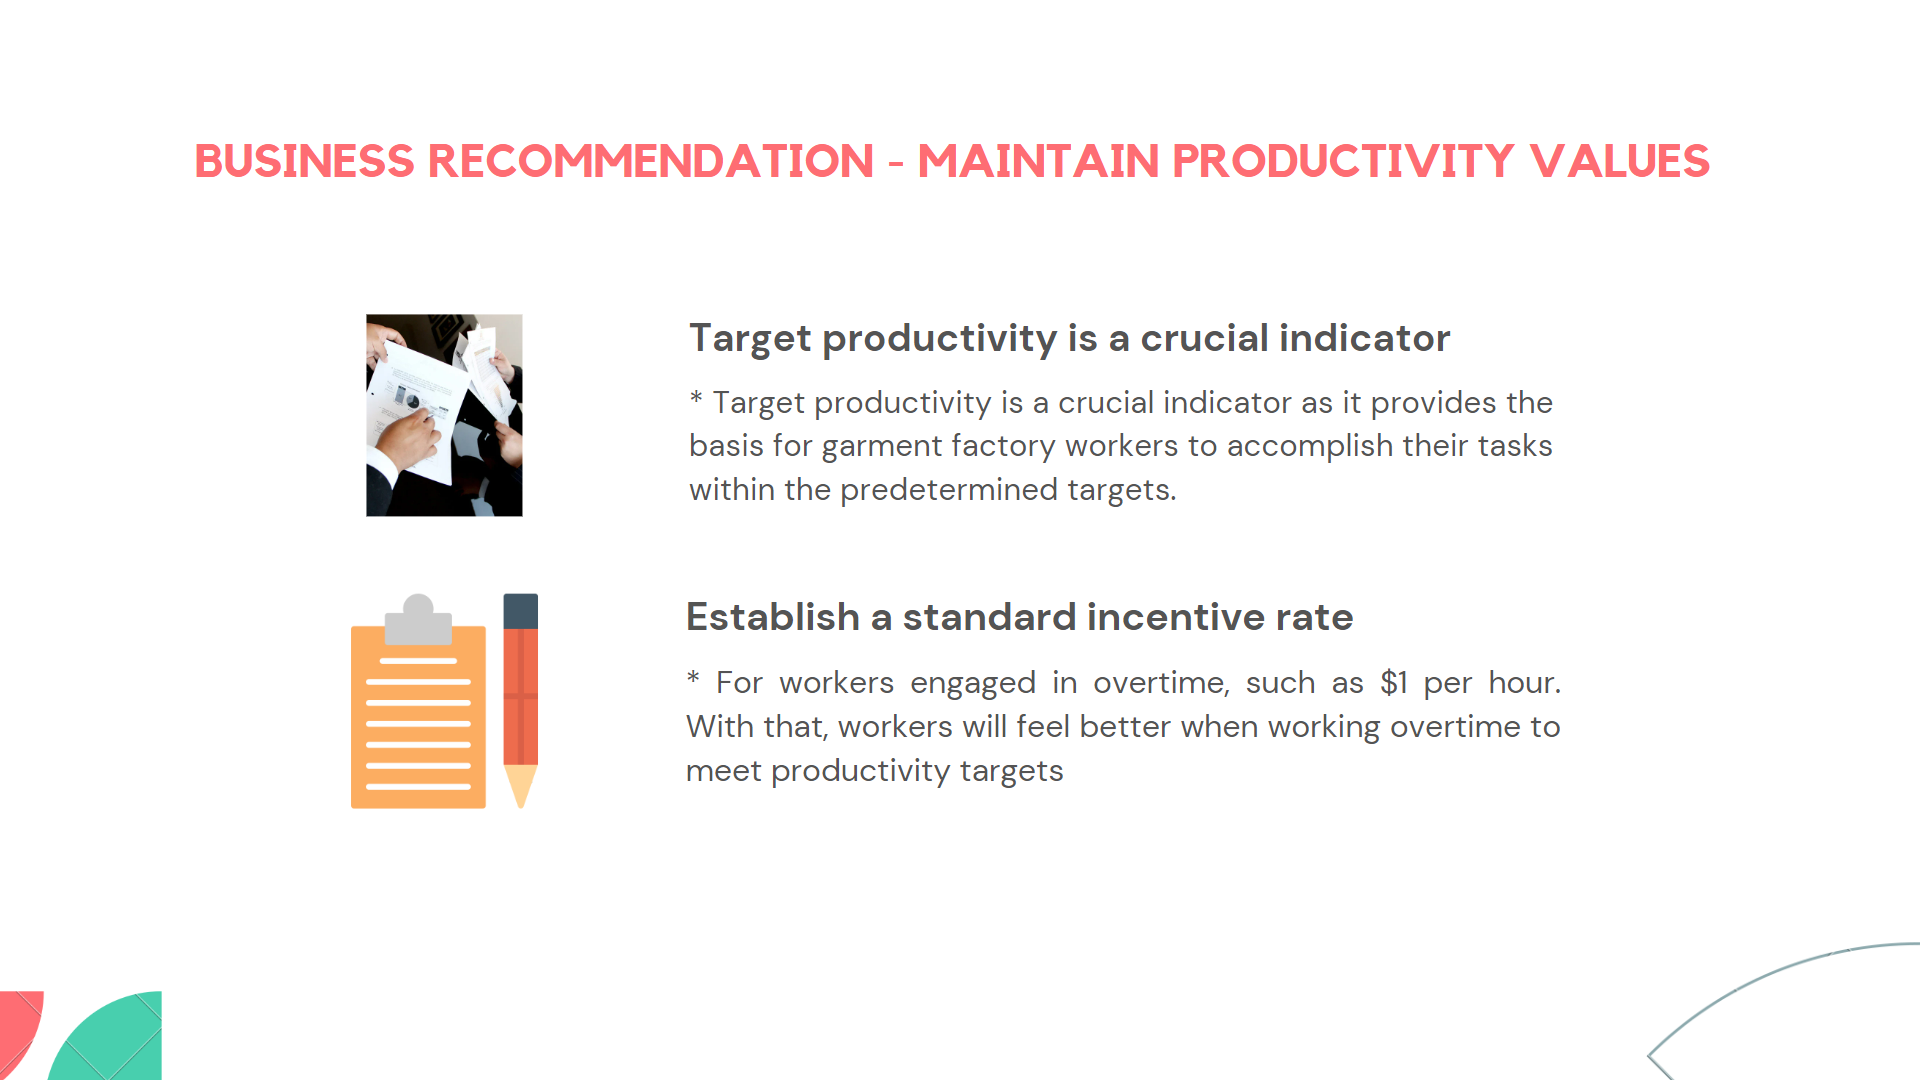 BUSINESS RECOMMENDATION - MAINTAIN PRODUCTIVITY VALUES
Target productivity is a crucial indicator
* Target productivity is a crucial indicator as it provides the
basis for garment factory workers to accomplish their tasks
within the predetermined targets.
Establish a standard incentive rate
* For workers engaged in overtime, such as $1 per hour.
With that, workers will feel better when working overtime to
meet productivity targets